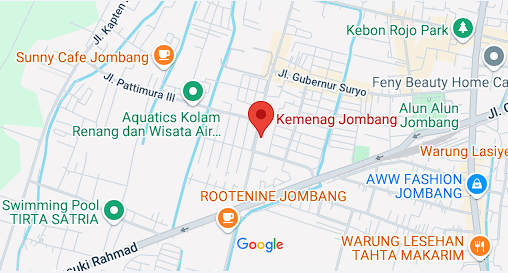 Jl. Kapten
Kebon Rojo Park
Sunny Cafe Jombang
Jl. Pattimura III
Jl. Gubernur Suryo
Feny Beauty Home Ca
Aquatics Kolam
Renang dan Wisata Air...
Kemenag Jombang
Alun Alun
Jombang
Warung Lasiye
AWW FASHION
JOMBANG
ROOTENINE JOMBANG
Swimming Pool
TIRTA SATRIA
suki Rahmad
Google
WARUNG LESEHAN
TAHTA MAKARIM